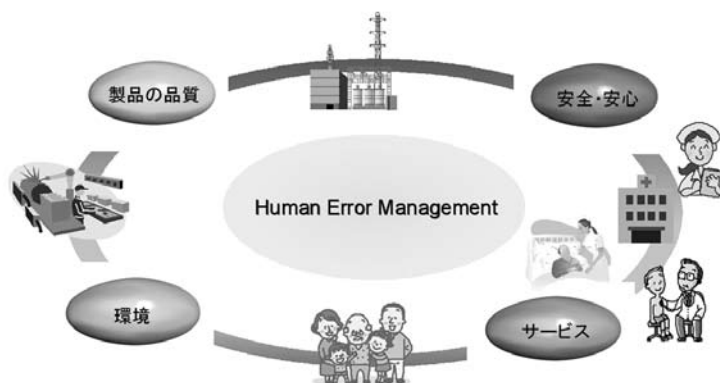 製品の品質
安全・安心
Human Error Management
環境
サービス